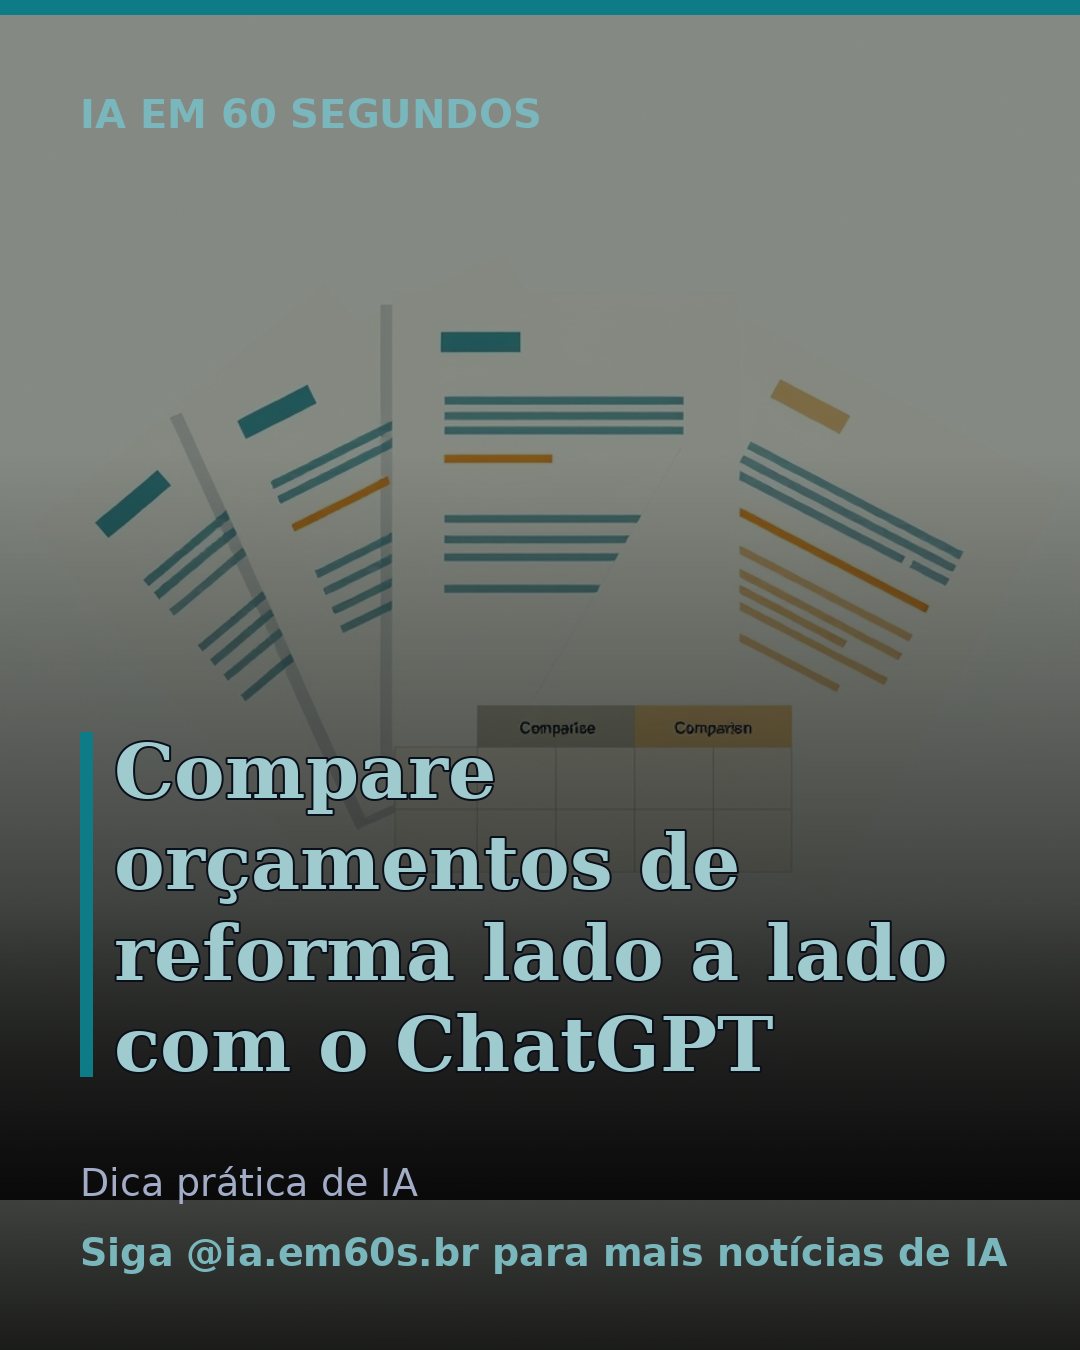 IA EM 60 SEGUNDOS
Compare
orçamentos de
reforma lado a lado
com o ChatGPT
Dica prática de IA
Siga @ia.em60s.br para mais notícias de IA